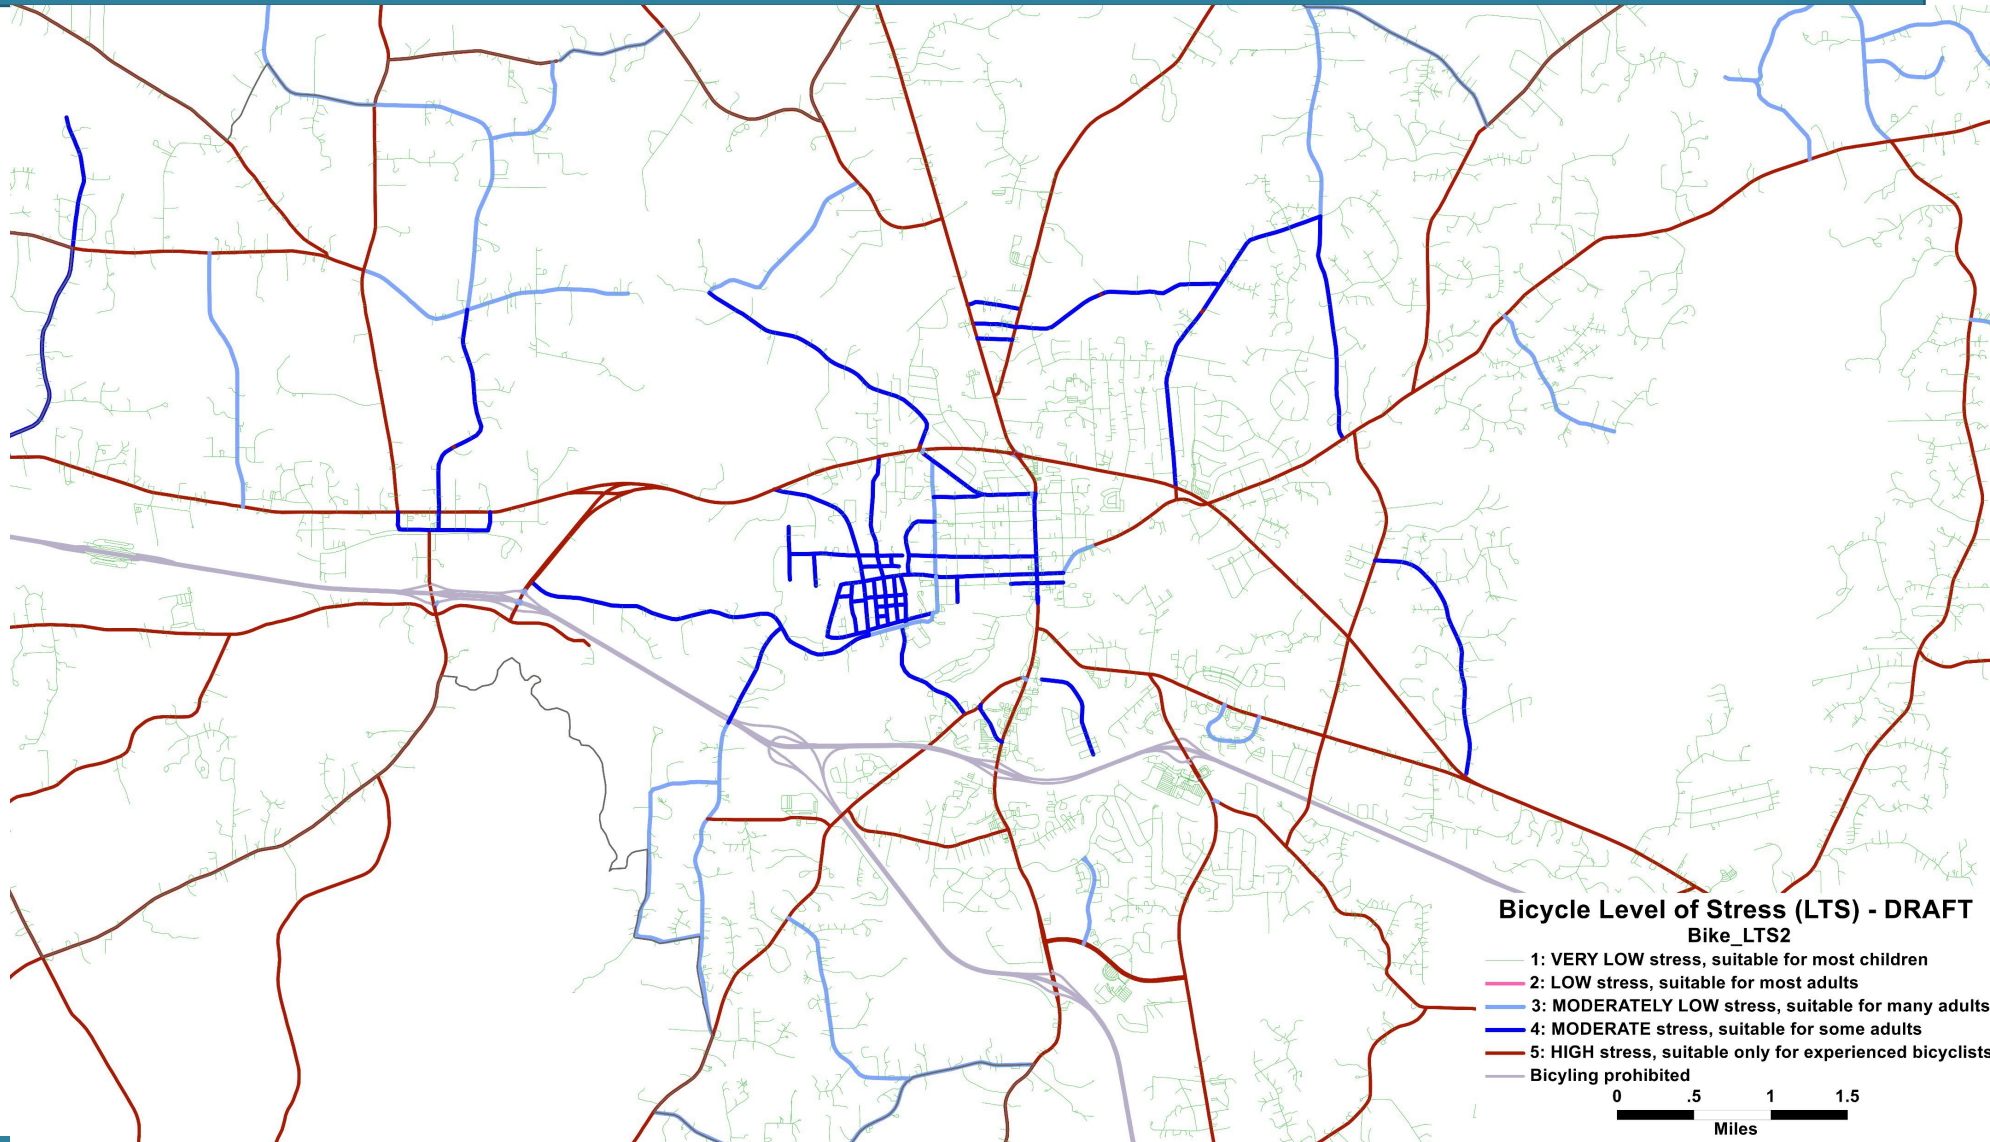 Bicycle Level of Stress (LTS) - DRAFT
Bike_LTS2
1: VERY LOW stress, suitable for most children
2: LOW stress, suitable for most adults
3: MODERATELY LOW stress, suitable for many adults
4: MODERATE stress, suitable for some adults
5: HIGH stress, suitable only for experienced bicyclists
Bicyling prohibited
0 .5 1 1.5
Miles